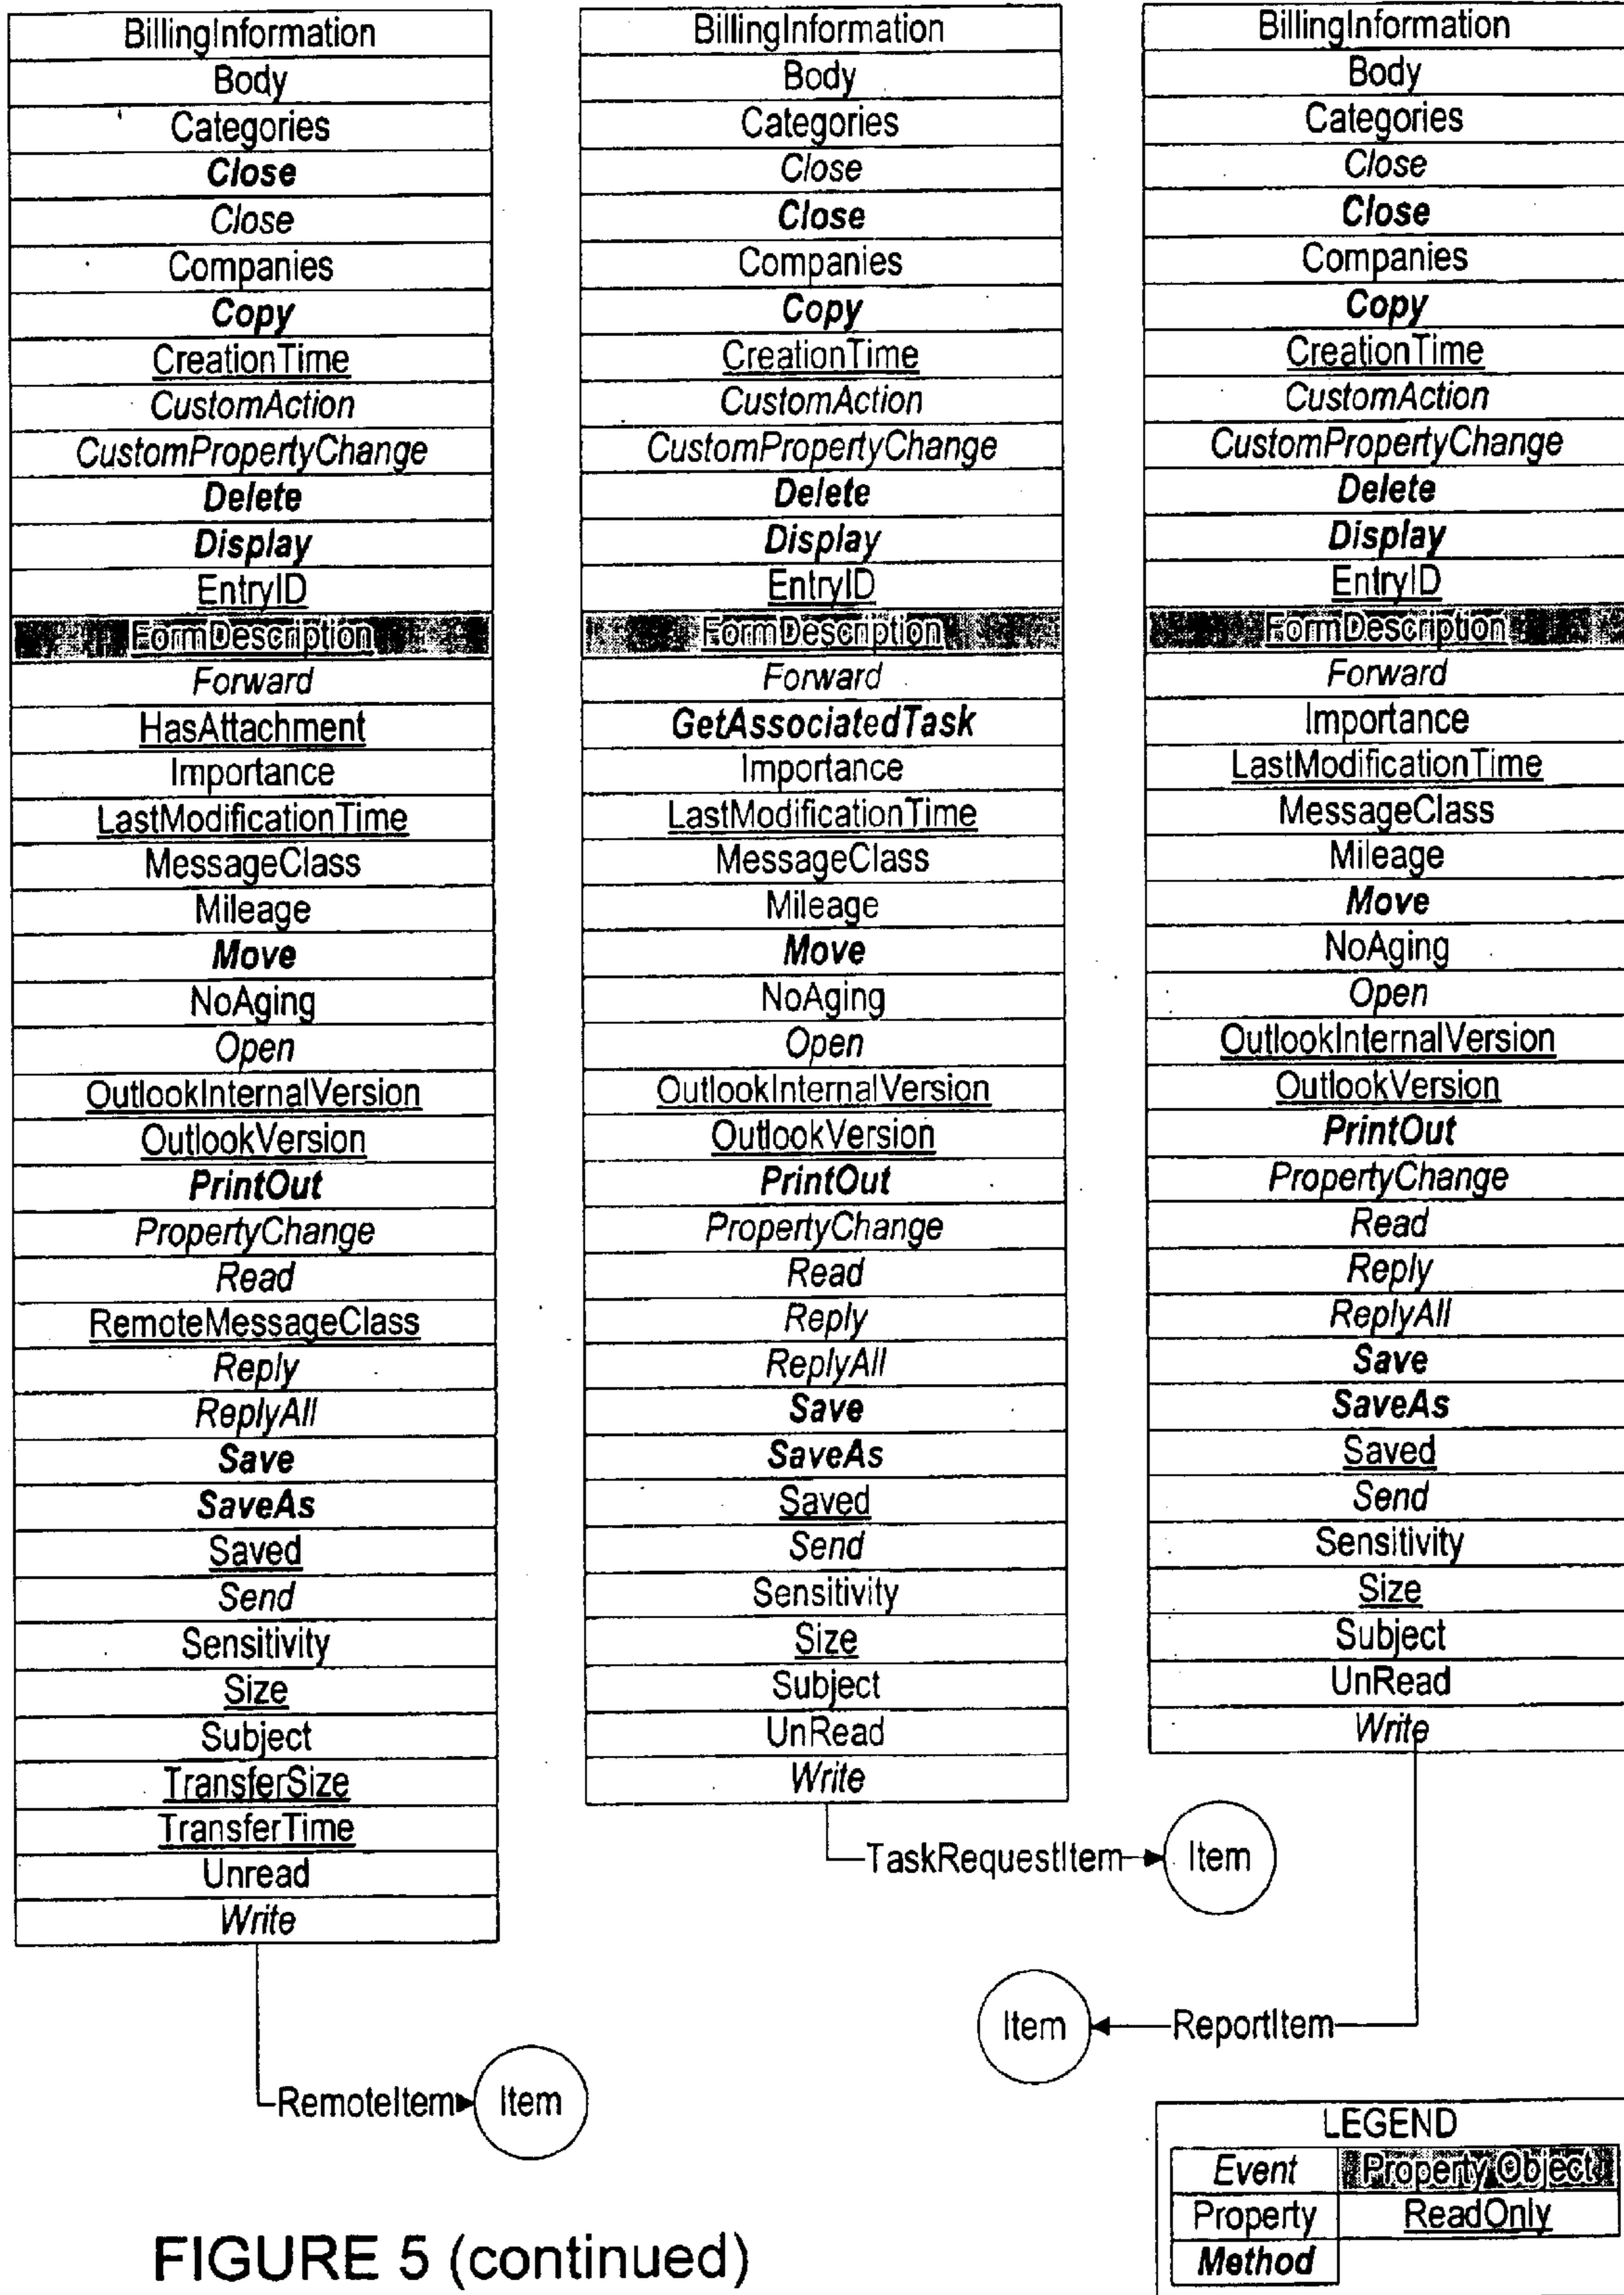 BillingInformation
Body
Categories
Close
Close
Companies
Copy
CreationTime
CustomAction
CustomPropertyChange
Delete
Display
EntryID
FormDescription
Forward
HasAttachment
Importance
LastModificationTime
MessageClass
Mileage
Move
NoAging
Open
OutlookInternalVersion
OutlookVersion
PrintOut
PropertyChange
Read
RemoteMessageClass
Reply
ReplyAll
Save
SaveAs
Saved
Send
Sensitivity
Size
Subject
TransferSize
TransferTime
Unread
Write
RemoteItem
Item
BillingInformation
Body
Categories
Close
Close
Companies
Copy
CreationTime
CustomAction
CustomPropertyChange
Delete
Display
EntryID
FormDescription
Forward
GetAssociatedTask
Importance
LastModificationTime
MessageClass
Mileage
Move
NoAging
Open
OutlookInternalVersion
OutlookVersion
PrintOut
PropertyChange
Read
Reply
ReplyAll
Save
SaveAs
Saved
Send
Sensitivity
Size
Subject
UnRead
Write
TaskRequestItem
Item
BillingInformation
Body
Categories
Close
Close
Companies
Copy
CreationTime
CustomAction
CustomPropertyChange
Delete
Display
EntryID
FormDescription
Forward
Importance
LastModificationTime
MessageClass
Mileage
Move
NoAging
Open
OutlookInternalVersion
OutlookVersion
PrintOut
PropertyChange
Read
Reply
ReplyAll
Save
SaveAs
Saved
Send
Sensitivity
Size
Subject
UnRead
Write
Item
ReportItem
LEGEND
Event Property Object
Property ReadOnly
Method
FIGURE 5 (continued)